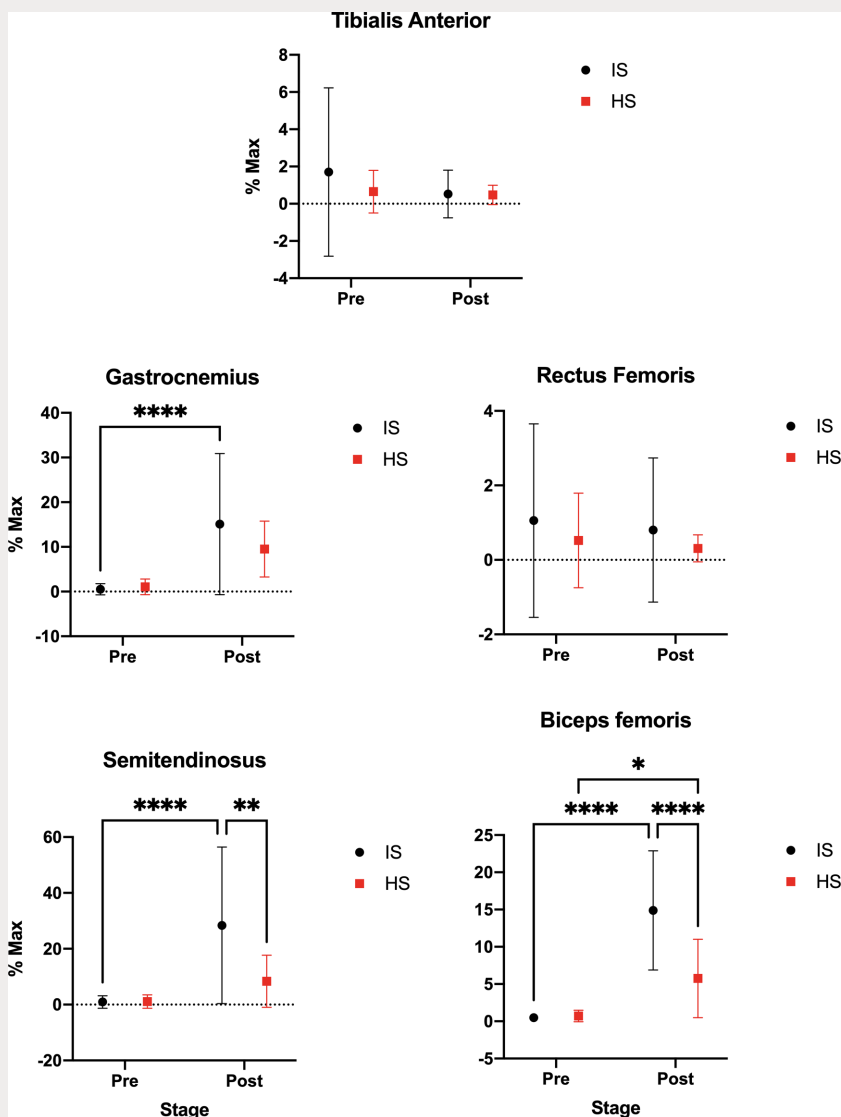 Tibialis Anterior
8
6
4
2
0
-2
-4
% Max
Pre
Post
IS
HS
Gastrocnemius
40
30
20
10
0
-10
% Max
****
Pre
Post
IS
HS
Rectus Femoris
4
2
0
-2
Pre
Post
IS
HS
Semitendinosus
**** **
60
40
20
0
-20
% Max
Pre
Post
Stage
IS
HS
Biceps femoris
*
**** ****
25
20
15
10
5
0
-5
Pre
Post
Stage
IS
HS